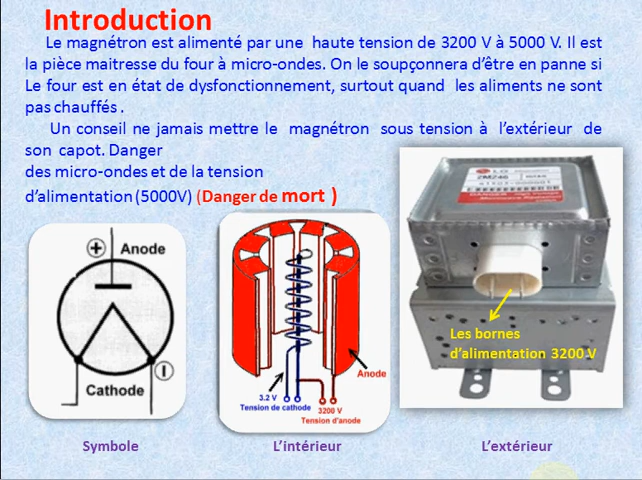 Introduction
Le magnétron est alimenté par une haute tension de 3200 V à 5000 V. Il est
la pièce maitresse du four à micro-ondes. On le soupçonnera d'être en panne si
Le four est en état de dysfonctionnement, surtout quand les aliments ne sont
pas chauffés .
Un conseil ne jamais mettre le magnétron sous tension à l'extérieur de
son capot. Danger
des micro-ondes et de la tension
d'alimentation (5000V) (Danger de mort )
+ Anode
Cathode
Anode
3.2 V
Tension de cathode
3200 V
Tension d'anode
LG
2M246
Les bornes
d'alimentation 3200 V
Symbole
L'intérieur
L'extérieur